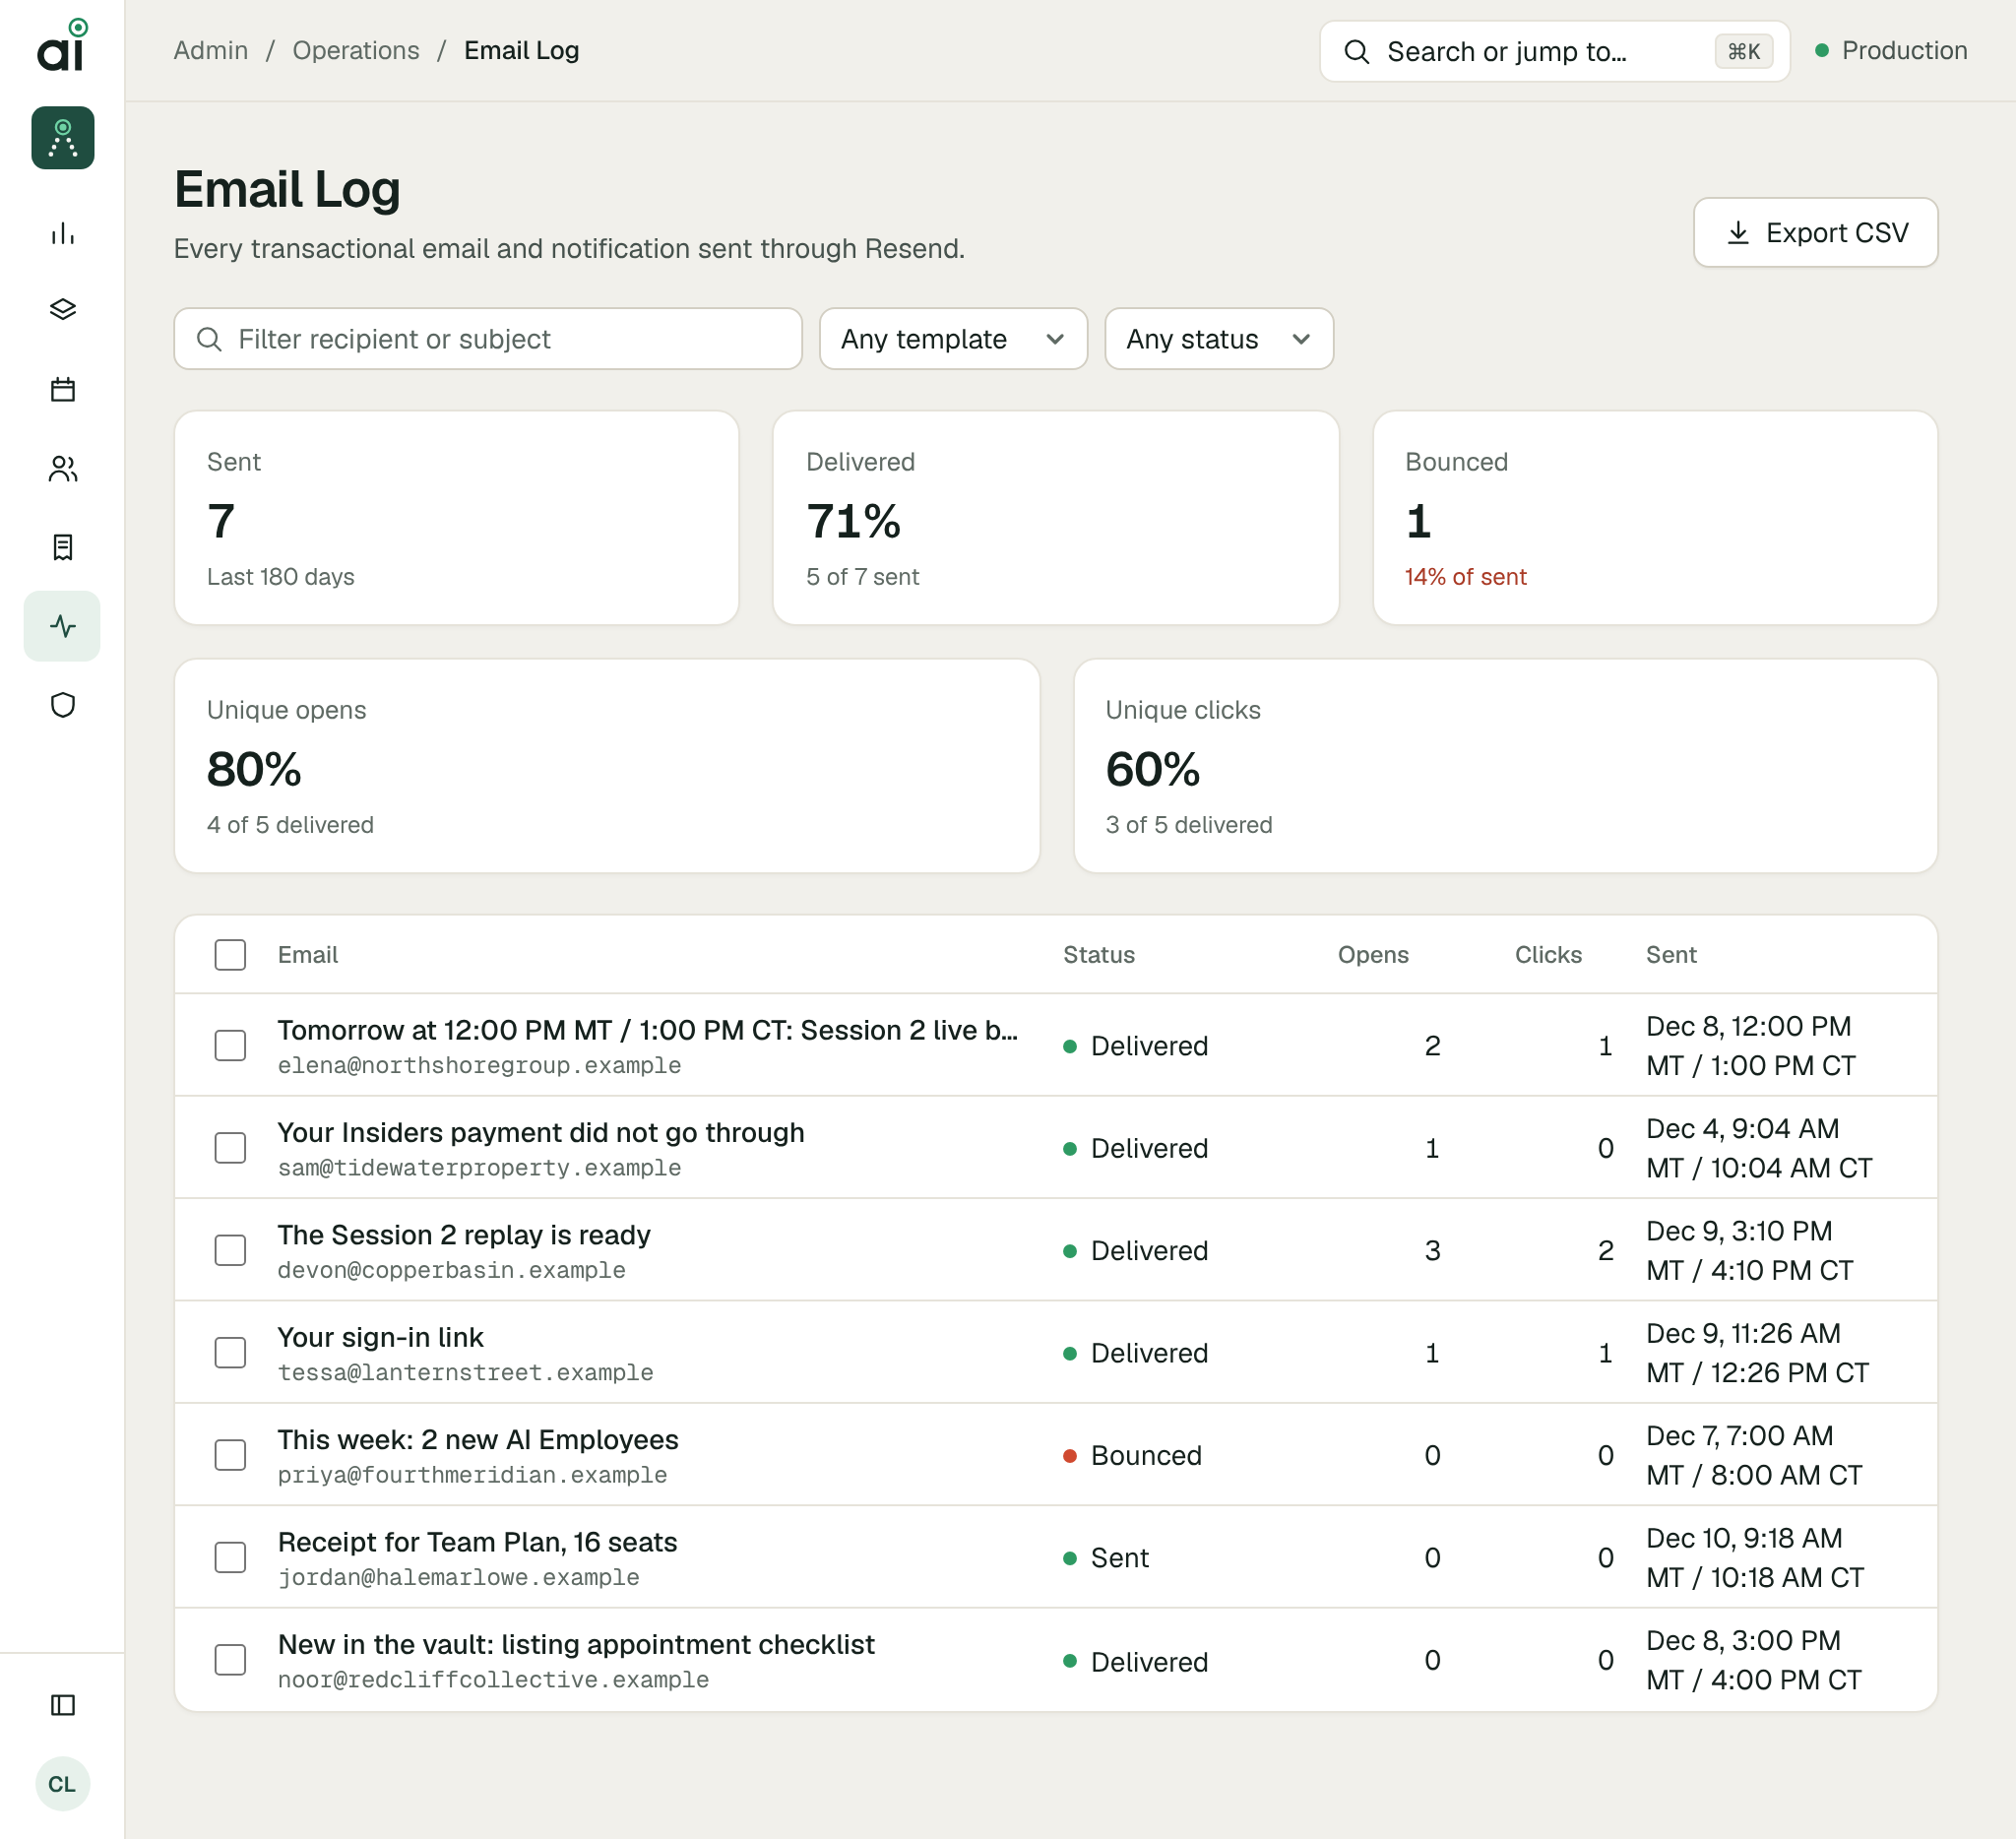 ai
Admin / Operations / Email Log
Search or jump to... ⌘K
Production
Email Log
Every transactional email and notification sent through Resend.
Export CSV
Filter recipient or subject
Any template
Any status
Sent
7
Last 180 days
Delivered
71%
5 of 7 sent
Bounced
1
14% of sent
Unique opens
80%
4 of 5 delivered
Unique clicks
60%
3 of 5 delivered
Email Status Opens Clicks Sent
Tomorrow at 12:00 PM MT / 1:00 PM CT: Session 2 live b...
elena@northshoregroup.example
Delivered 2 1
Dec 8, 12:00 PM
MT / 1:00 PM CT
Your Insiders payment did not go through
sam@tidewaterproperty.example
Delivered 1 0
Dec 4, 9:04 AM
MT / 10:04 AM CT
The Session 2 replay is ready
devon@copperbasin.example
Delivered 3 2
Dec 9, 3:10 PM
MT / 4:10 PM CT
Your sign-in link
tessa@lanternstreet.example
Delivered 1 1
Dec 9, 11:26 AM
MT / 12:26 PM CT
This week: 2 new AI Employees
priya@fourthmeridian.example
Bounced 0 0
Dec 7, 7:00 AM
MT / 8:00 AM CT
Receipt for Team Plan, 16 seats
jordan@halemarlowe.example
Sent 0 0
Dec 10, 9:18 AM
MT / 10:18 AM CT
New in the vault: listing appointment checklist
noor@redcliffcollective.example
Delivered 0 0
Dec 8, 3:00 PM
MT / 4:00 PM CT
CL